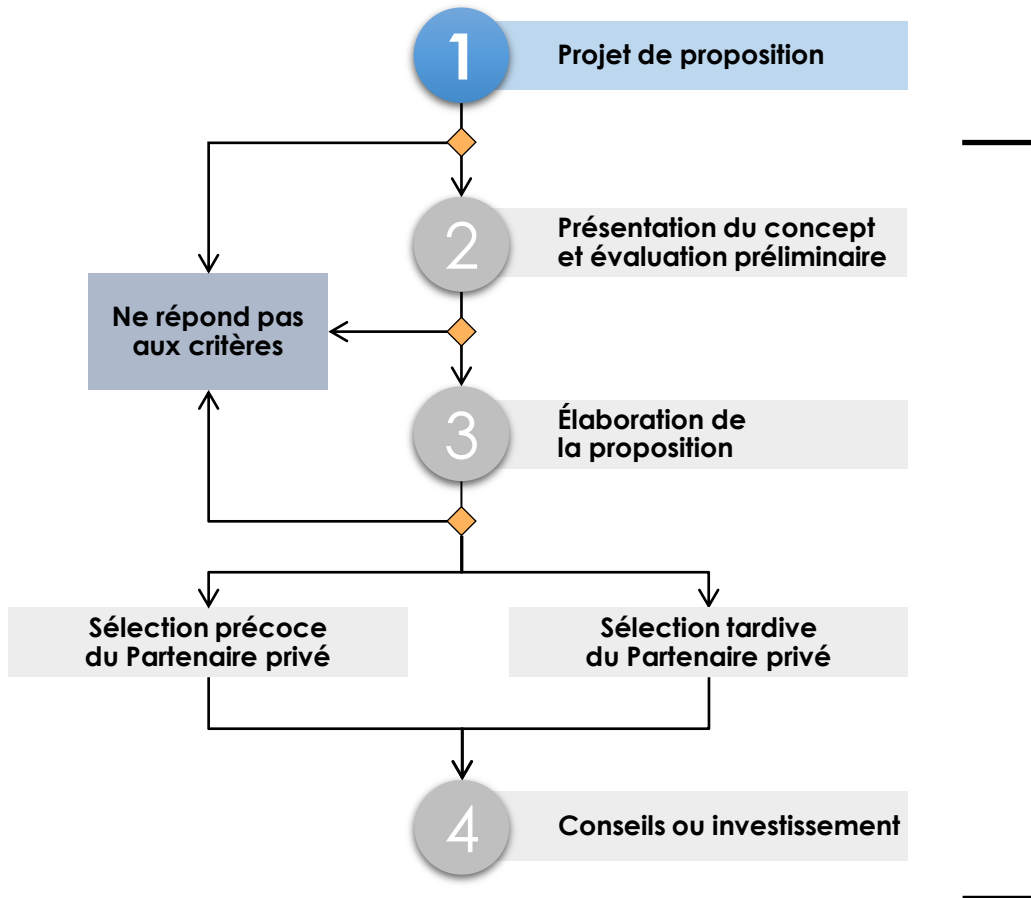 1
Projet de proposition
2
Présentation du concept
et évaluation préliminaire
Ne répond pas
aux critères
3
Élaboration de
la proposition
Sélection précoce
du Partenaire privé
Sélection tardive
du Partenaire privé
4
Conseils ou investissement